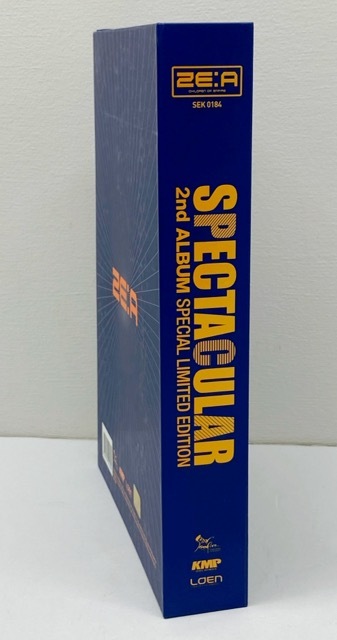 ZE:A
CHILDREN OF EMPIRE
SEK 0184
SPECTACULAR
2nd ALBUM SPECIAL LIMITED EDITION
ZE:A
KMP
LOEN